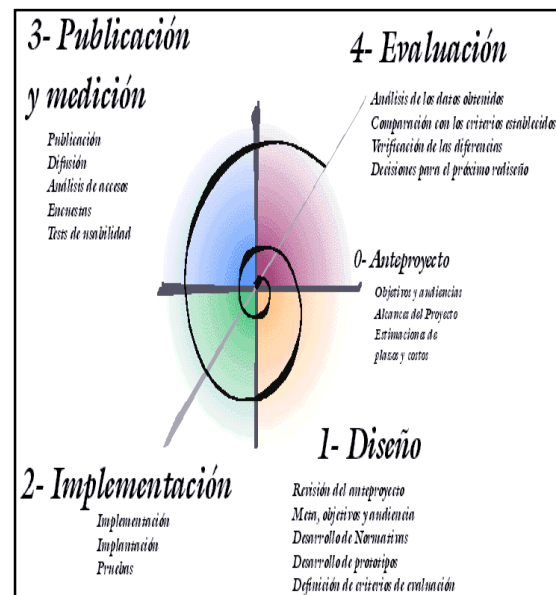 3- Publicación
y medición
Publicación
Difusión
Análisis de accesos
Encuestas
Tests de usabilidad
4- Evaluación
Análisis de los datos obtenidos
Comparación con los criterios establecidos
Verificación de las diferencias
Decisiones para el próximo rediseño
0- Anteproyecto
Objetivos y audiencias
Alcances del Proyecto
Estimaciones de
plazos y costos
2- Implementación
Implementación
Implantación
Pruebas
1- Diseño
Revisión del anteproyecto
Meta, objetivos y audiencia
Desarrollo de Normativas
Desarrollo de prototipos
Definición de criterios de evaluación